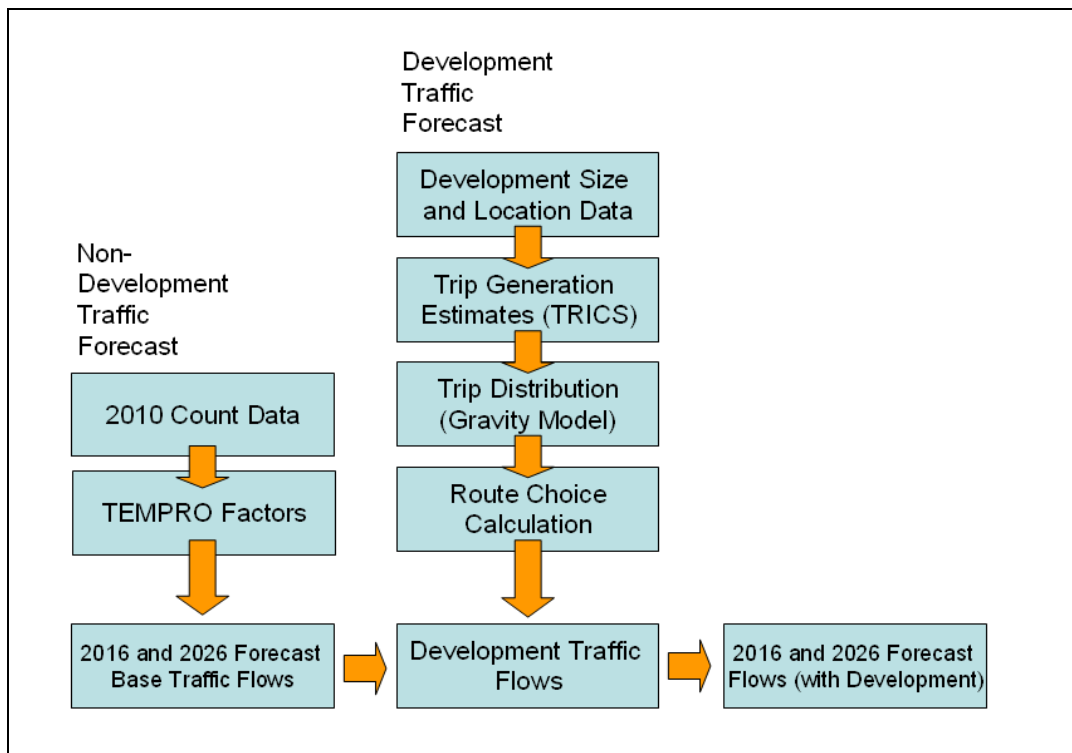 Development
Traffic
Forecast
Development Size
and Location Data
Trip Generation
Estimates (TRICS)
Trip Distribution
(Gravity Model)
Route Choice
Calculation
Non-
Development
Traffic
Forecast
2010 Count Data
TEMPRO Factors
2016 and 2026 Forecast
Base Traffic Flows
Development Traffic
Flows
2016 and 2026 Forecast
Flows (with Development)